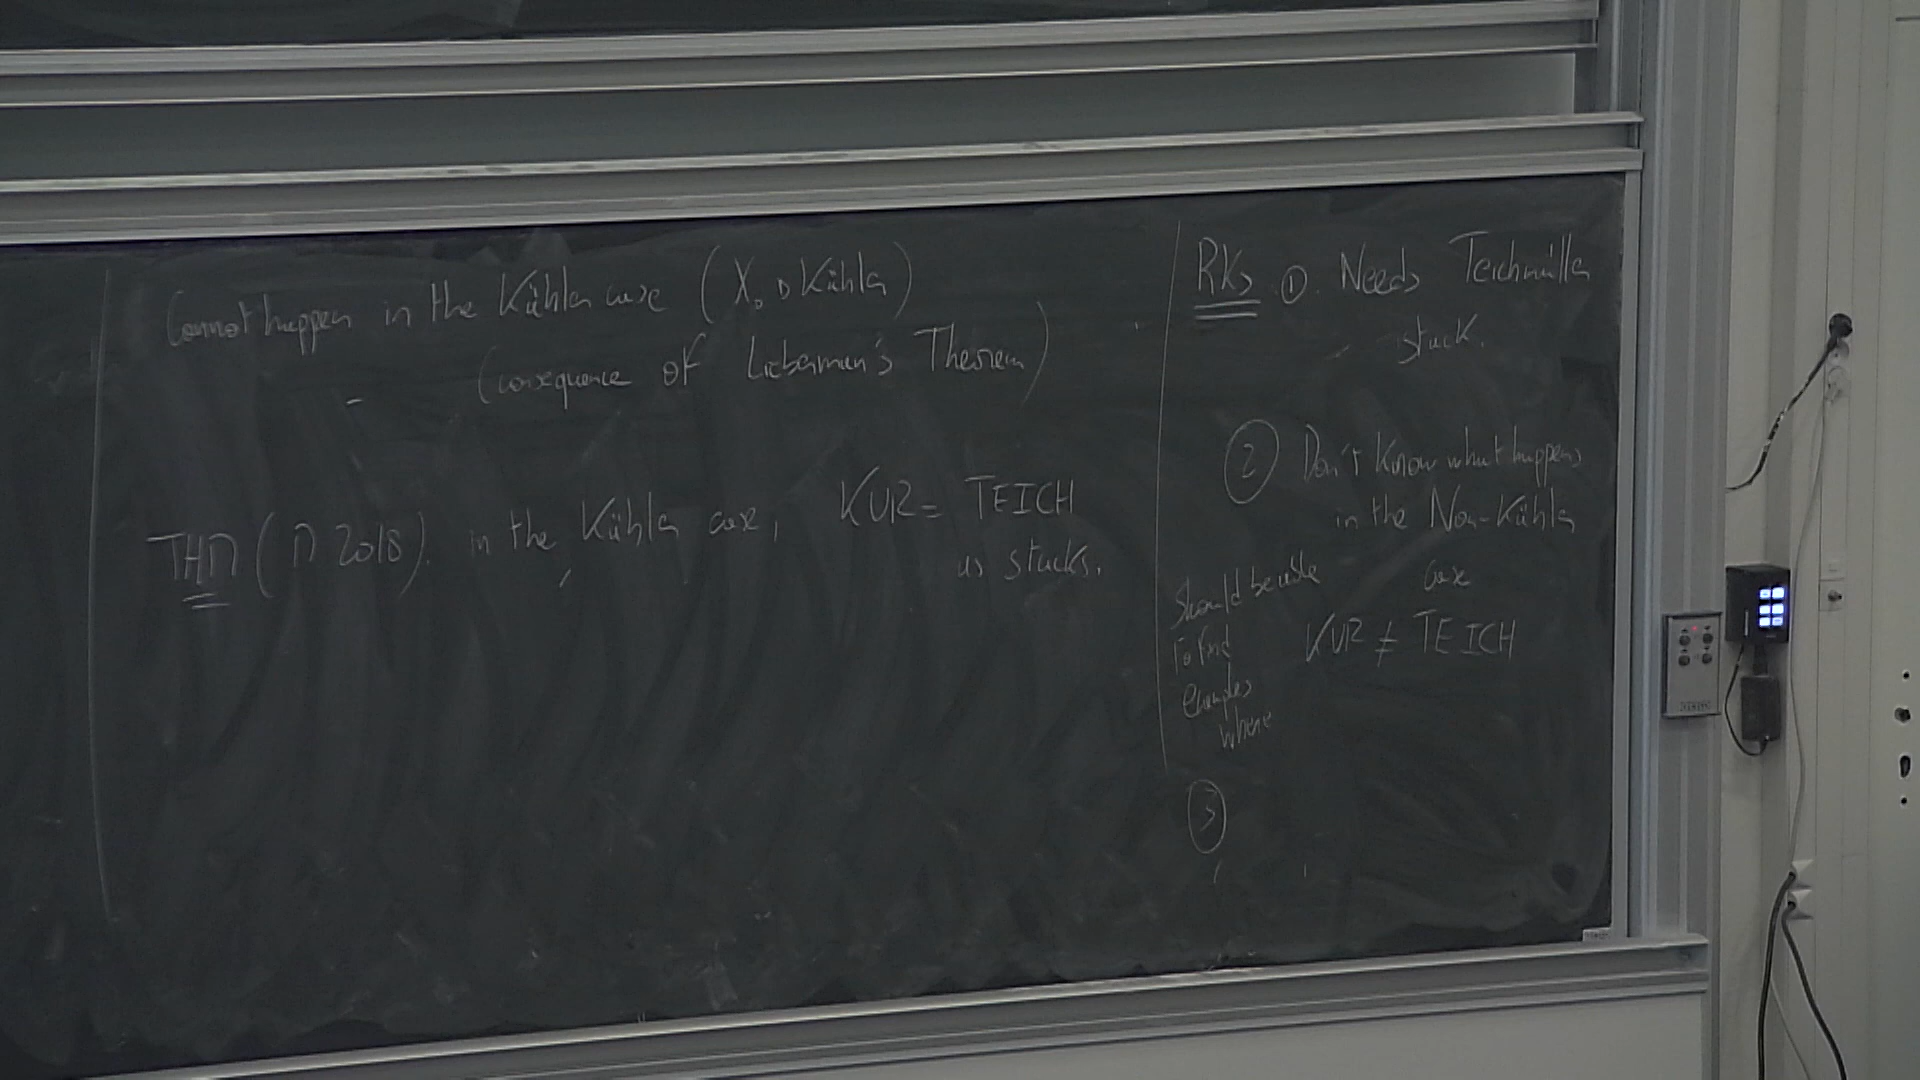 Cannot happen in the Kähler case (X₀ is Kähler)
(consequence of Lieberman's Theorem)
THM (M 2018). in the Kähler case, KUR = TEICH
as stacks.
RKs ①. Needs Teichmüller
stack.
② Don't know what happens
in the Non-Kähler
case
Should be able
to find
Examples
where
KUR ≠ TEICH
③